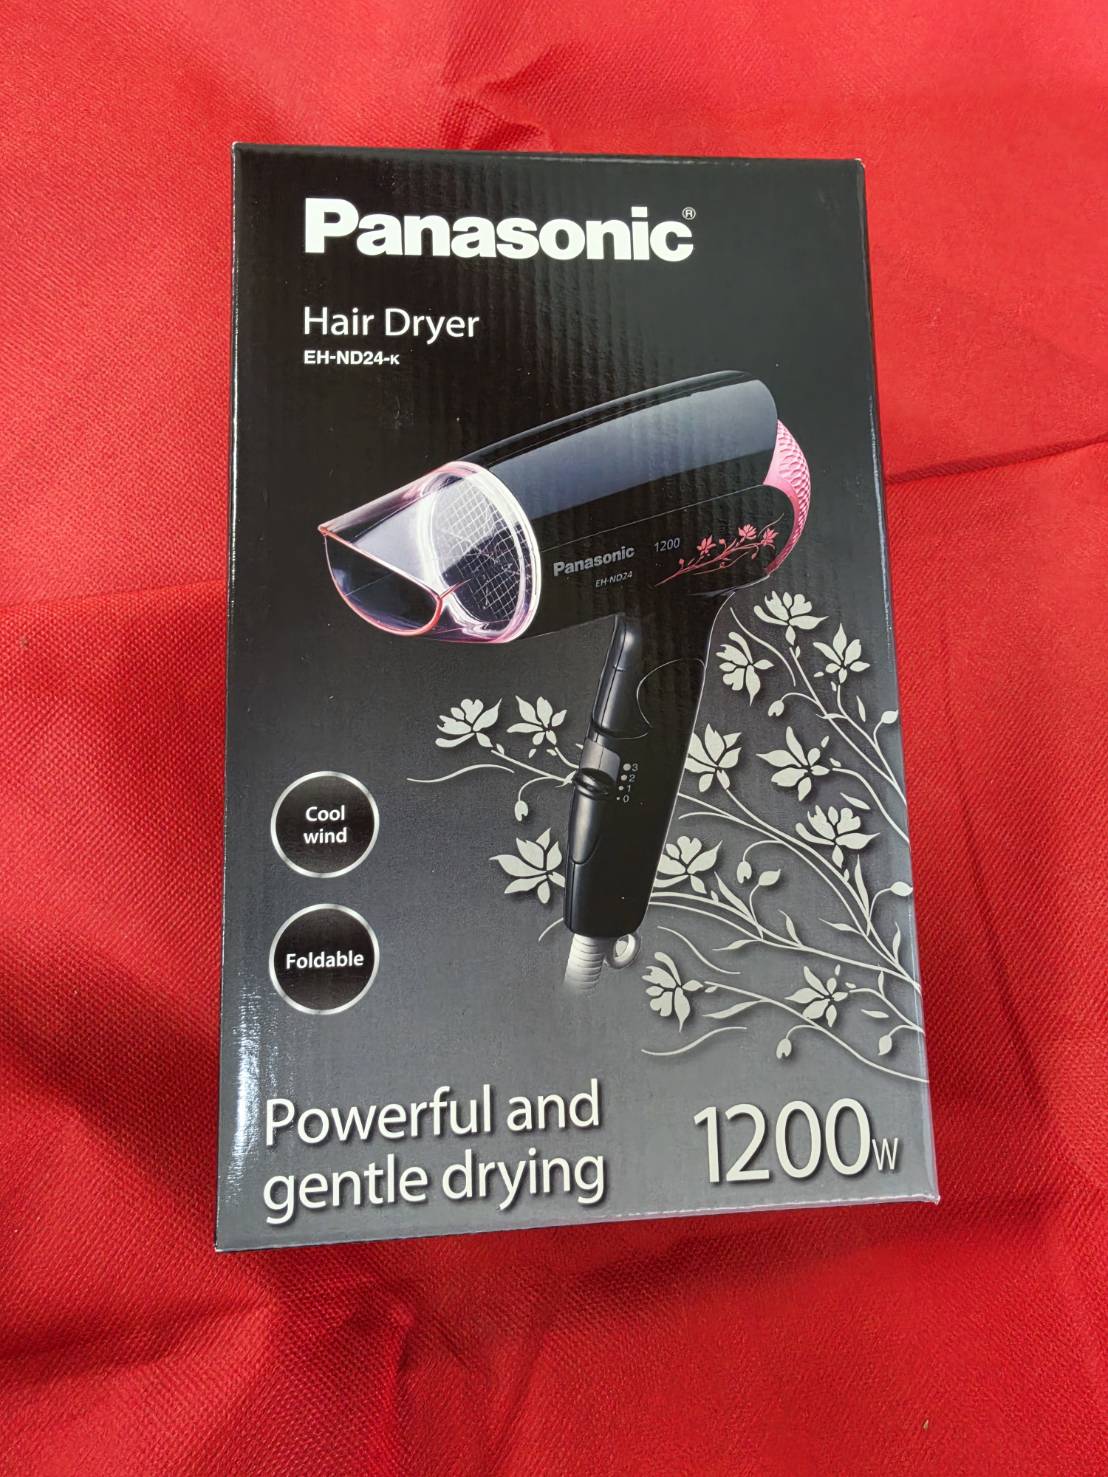 Panasonic®
Hair Dryer
EH-ND24-K
Panasonic 1200
EH-ND24
3
2
1
0
Cool
wind
Foldable
Powerful and
gentle drying
1200W